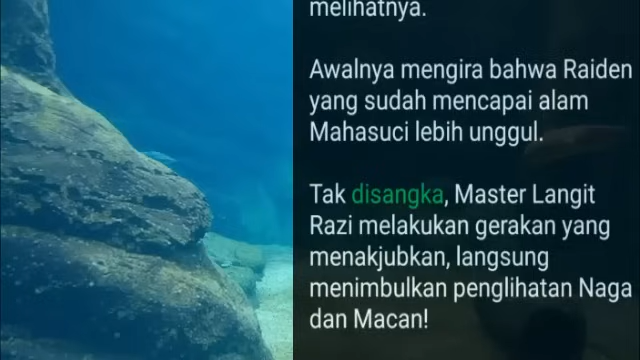 melihatnya.
Awalnya mengira bahwa Raiden
yang sudah mencapai alam
Mahasuci lebih unggul.
Tak disangka, Master Langit
Razi melakukan gerakan yang
menakjubkan, langsung
menimbulkan penglihatan Naga
dan Macan!